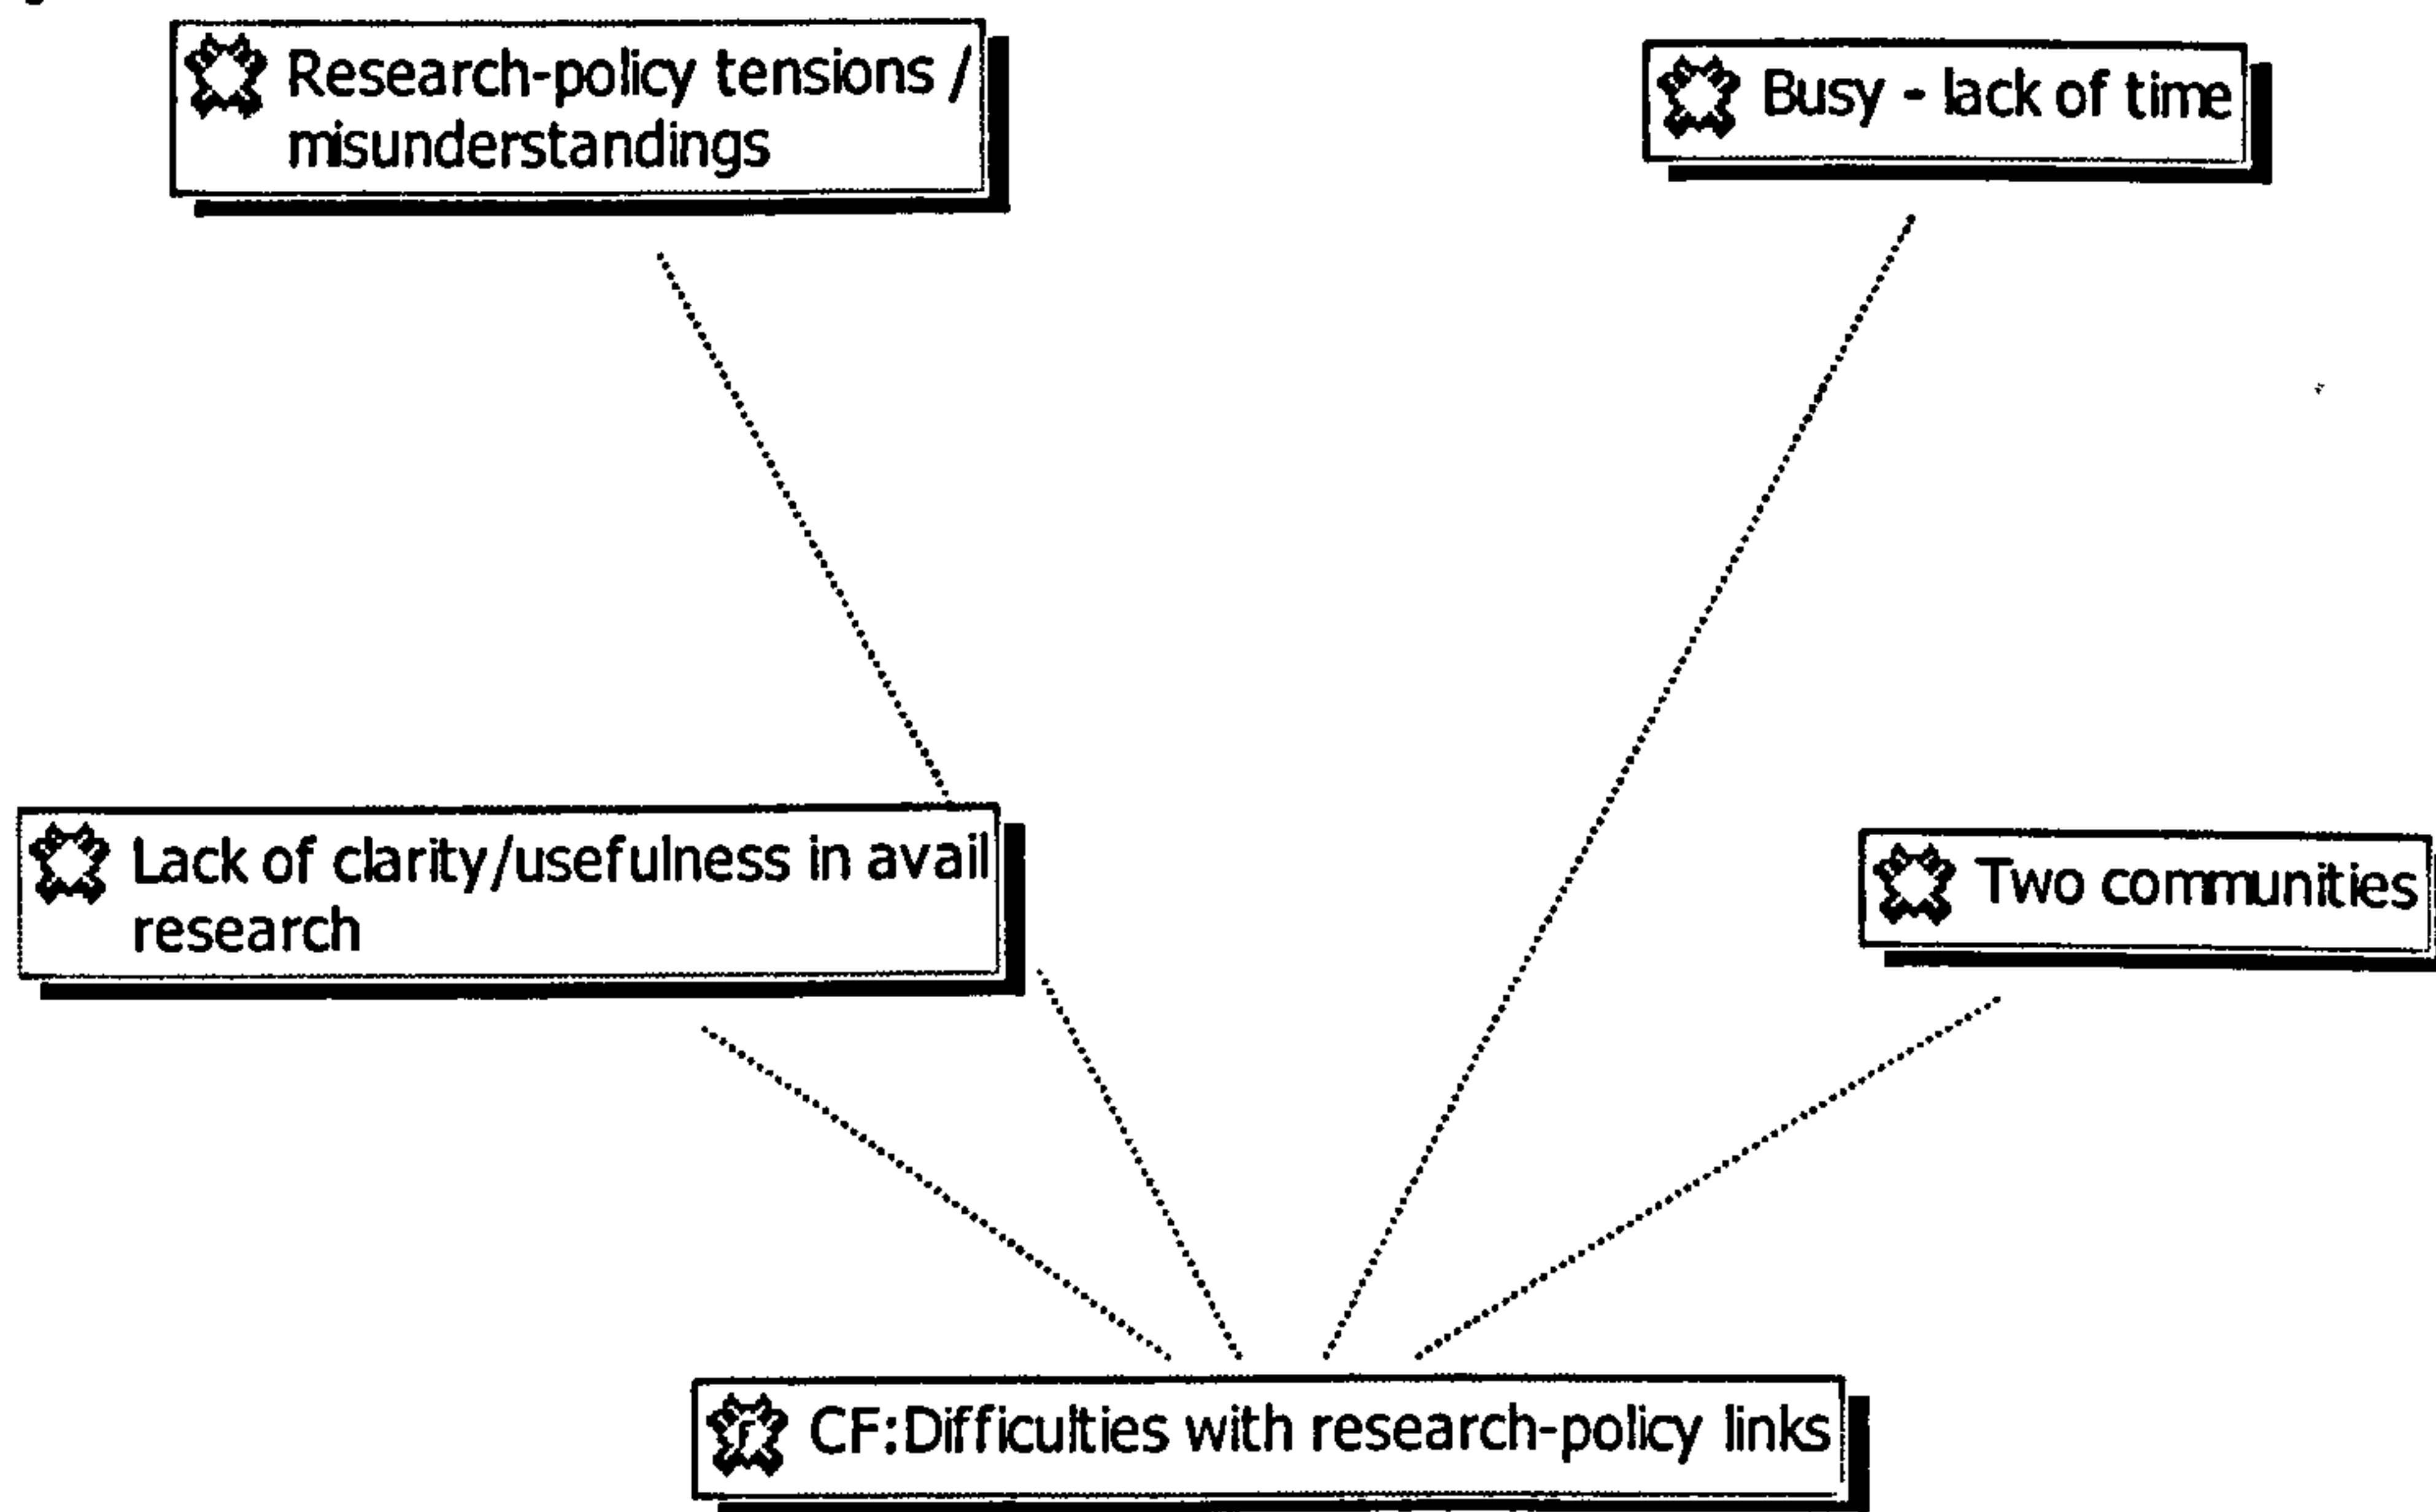 Research-policy tensions /
misunderstandings
Busy - lack of time
Lack of clarity/usefulness in avail
research
Two communities
CF:Difficulties with research-policy links